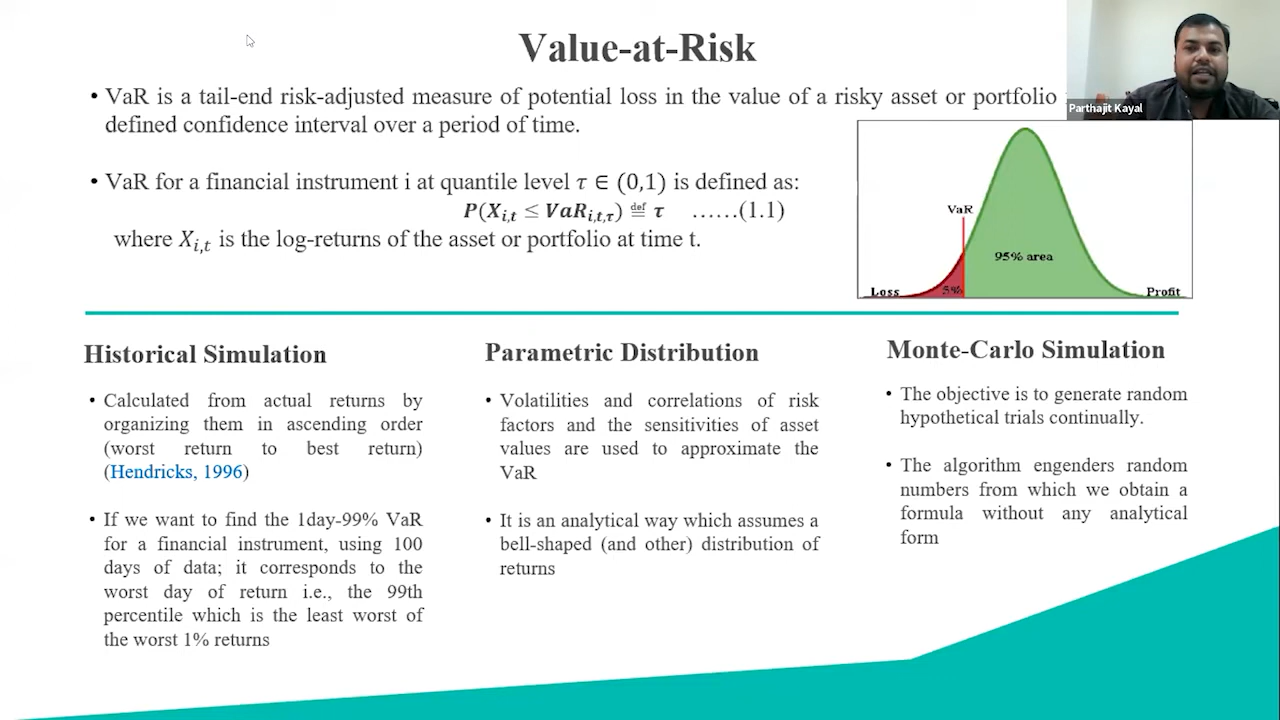 Value-at-Risk
• VaR is a tail-end risk-adjusted measure of potential loss in the value of a risky asset or portfolio
defined confidence interval over a period of time.
Parthajit Kayal
• VaR for a financial instrument i at quantile level τ ∈ (0,1) is defined as:
P(X_{i,t} ≤ VaR_{i,t,τ}) ≝ τ ……(1.1)
where X_{i,t} is the log-returns of the asset or portfolio at time t.
VaR
95% area
Loss
5%
Profit
Historical Simulation
• Calculated from actual returns by
organizing them in ascending order
(worst return to best return)
(Hendricks, 1996)
• If we want to find the 1day-99% VaR
for a financial instrument, using 100
days of data; it corresponds to the
worst day of return i.e., the 99th
percentile which is the least worst of
the worst 1% returns
Parametric Distribution
• Volatilities and correlations of risk
factors and the sensitivities of asset
values are used to approximate the
VaR
• It is an analytical way which assumes a
bell-shaped (and other) distribution of
returns
Monte-Carlo Simulation
• The objective is to generate random
hypothetical trials continually.
• The algorithm engenders random
numbers from which we obtain a
formula without any analytical
form